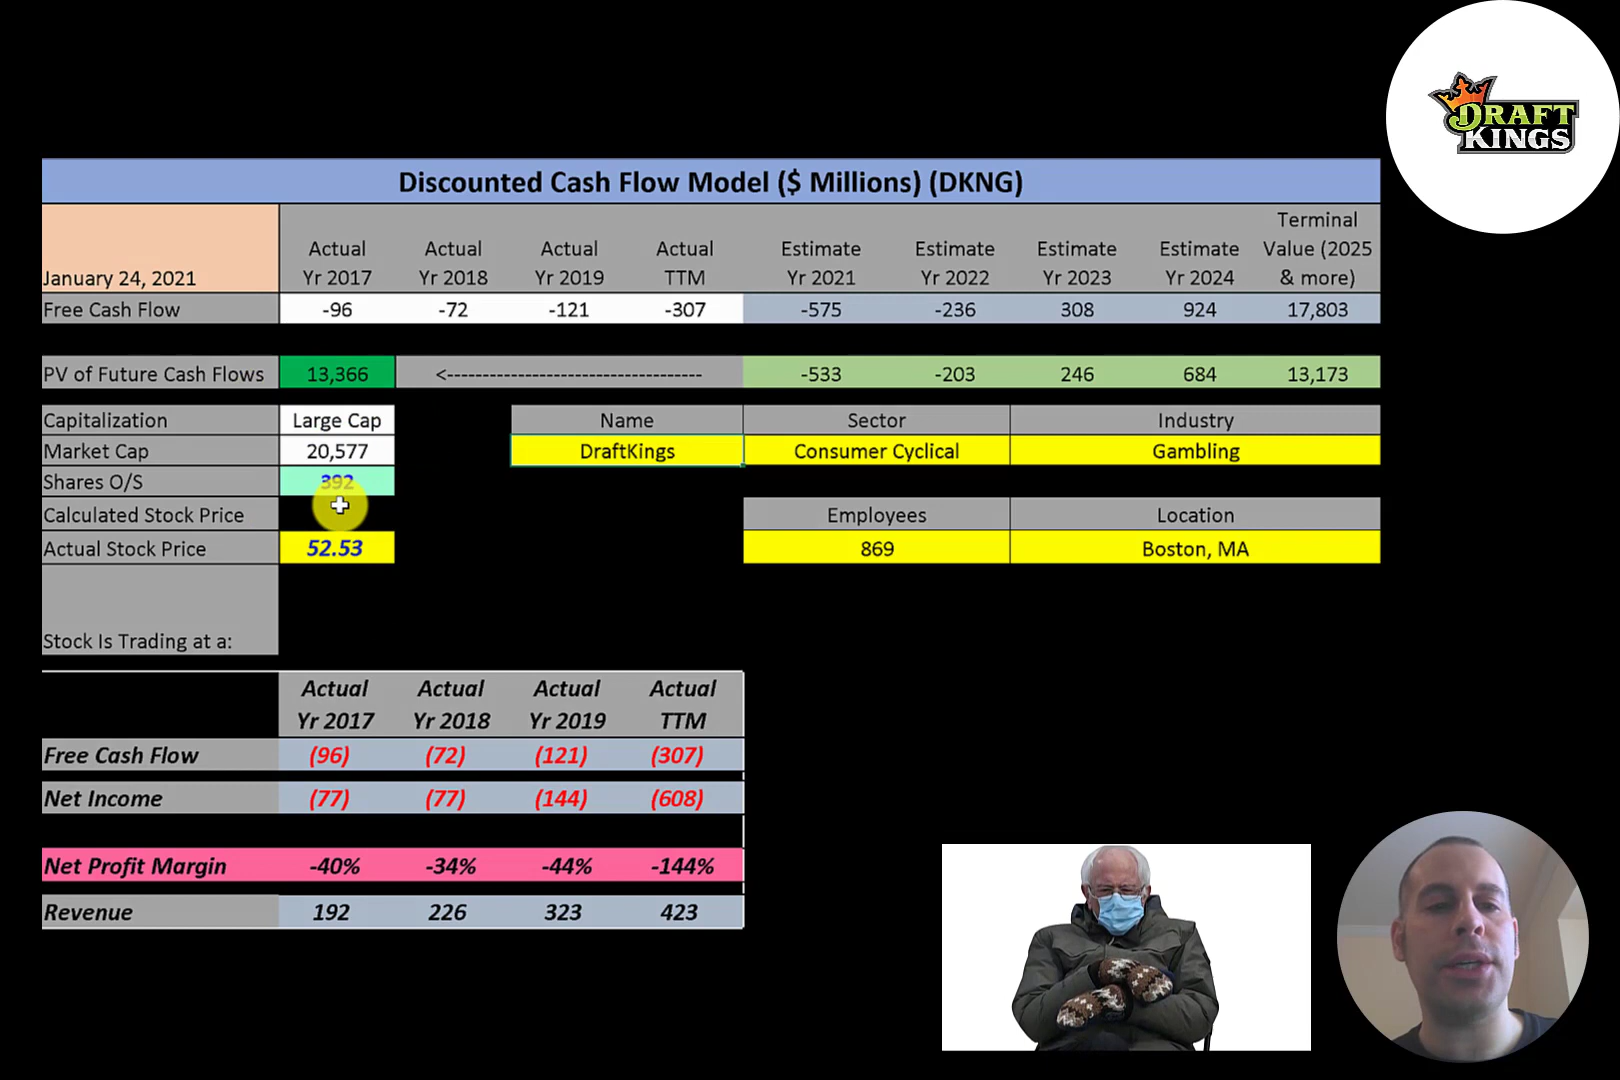 DRAFT
KINGS
Discounted Cash Flow Model ($ Millions) (DKNG)
January 24, 2021 Actual Yr 2017 Actual Yr 2018 Actual Yr 2019 Actual TTM Estimate Yr 2021 Estimate Yr 2022 Estimate Yr 2023 Estimate Yr 2024 Terminal Value (2025 & more)
Free Cash Flow -96 -72 -121 -307 -575 -236 308 924 17,803
PV of Future Cash Flows 13,366 <------------------------------------ -533 -203 246 684 13,173
Capitalization Large Cap Name Sector Industry
Market Cap 20,577 DraftKings Consumer Cyclical Gambling
Shares O/S 392
Calculated Stock Price Employees Location
Actual Stock Price 52.53 869 Boston, MA
Stock Is Trading at a:
Actual Yr 2017 Actual Yr 2018 Actual Yr 2019 Actual TTM
Free Cash Flow (96) (72) (121) (307)
Net Income (77) (77) (144) (608)
Net Profit Margin -40% -34% -44% -144%
Revenue 192 226 323 423